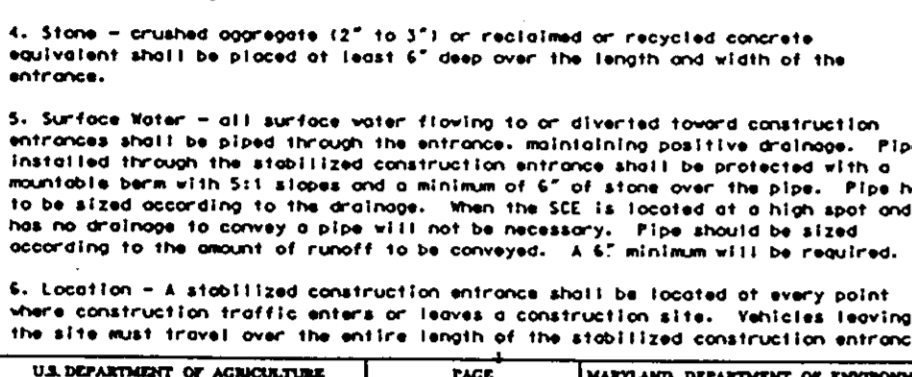 4. Stone - crushed aggregate (2" to 3") or reclaimed or recycled concrete
equivalent shall be placed at least 6" deep over the length and width of the
entrance.
5. Surface Water - all surface water flowing to or diverted toward construction
entrances shall be piped through the entrance. maintaining positive drainage. Pip
installed through the stabilized construction entrance shall be protected with a
mountable berm with 5:1 slopes and a minimum of 6" of stone over the pipe. Pipe h
to be sized according to the drainage. When the SCE is located at a high spot and
has no drainage to convey a pipe will not be necessary. Pipe should be sized
according to the amount of runoff to be conveyed. A 6" minimum will be required.
6. Location - A stabilized construction entrance shall be located at every point
where construction traffic enters or leaves a construction site. Vehicles leaving
the site must travel over the entire length of the stabilized construction entranc
U.S. DEPARTMENT OF AGRICULTURE PAGE MARYLAND DEPARTMENT OF ENVIRONM